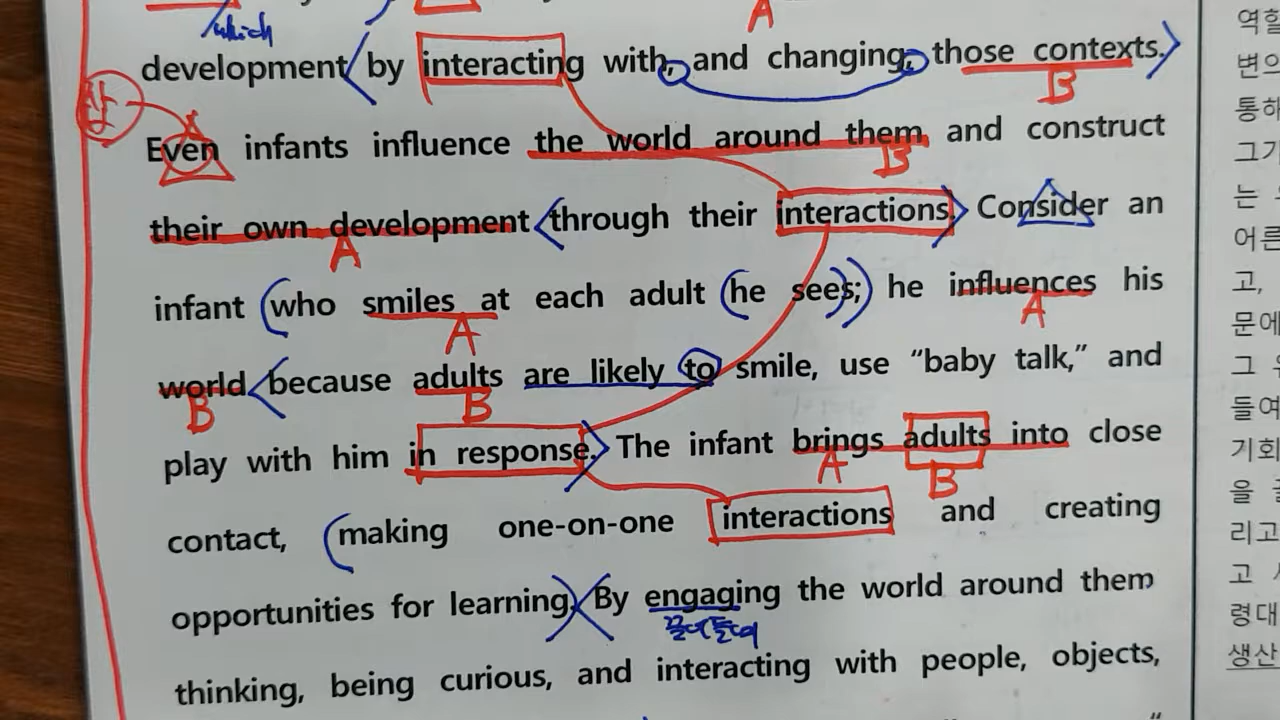 which
A
development by interacting with, and changing, those contexts.
B
Even infants influence the world around them and construct
B
their own development through their interactions. Consider an
A
infant who smiles at each adult he sees; he influences his
A A
world because adults are likely to smile, use “baby talk,” and
B B
play with him in response. The infant brings adults into close
A B
contact, making one-on-one interactions and creating
opportunities for learning. By engaging the world around them
끌어들여
thinking, being curious, and interacting with people, objects,
역할
변의
통해
그가
는
어른
고,
문에
그
들여
기회
을
리고
고
령대
생산